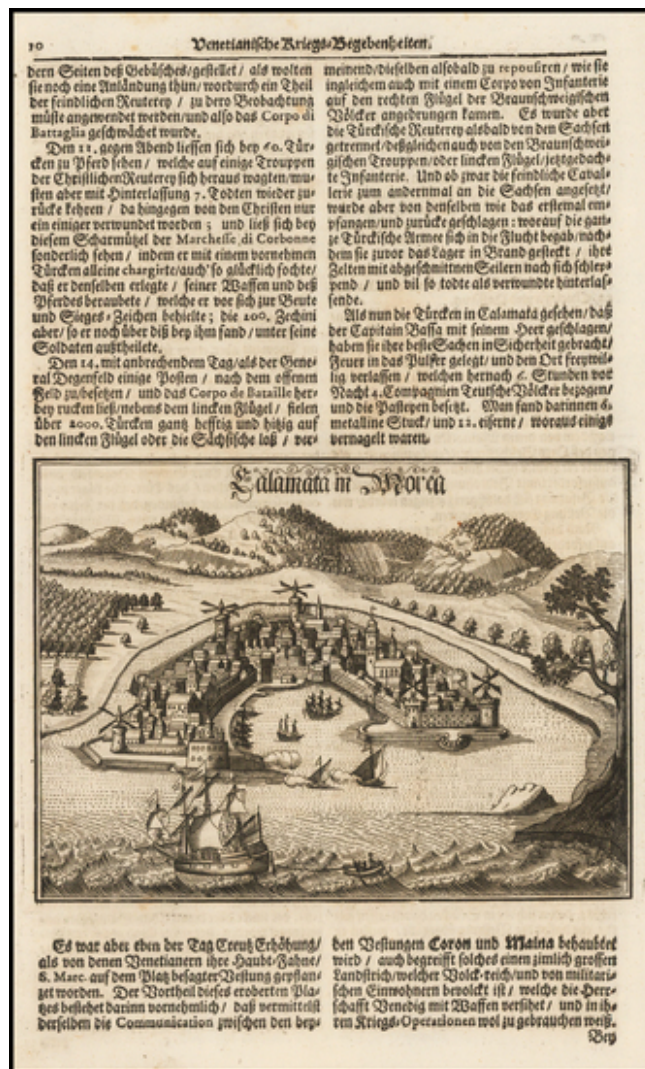 10
Venetianische Kriegs-Begebenheiten.
dern Seiten deß Gebüsches/gestellet/ als wolten
sie noch eine Anländung thun/wordurch ein Theil
der feindlichen Reuterey / zu dero Beobachtung
müste angewendet werden/und also das Corpo di
Battaglia geschwächet wurde.
Den 11. gegen Abend liessen sich bey 60. Tür-
cken zu Pferd sehen / welche auf einige Trouppen
der Christlichen Reuterey sich heraus wagten/mu-
sten aber mit Hinterlassung 7. Todten wieder zu-
rücke kehren / da hingegen von den Christen nur
ein einiger verwundet worden ; und ließ sich bey
diesem Scharmützel der Marchese di Corbonne
sonderlich sehen / indem er mit einem vornehmen
Türcken alleine chargirte/auch so glücklich fochte/
daß er denselben erlegte / seiner Waffen und deß
Pferdes beraubete / welche er vor sich zur Beute
und Sieges-Zeichen behielte ; die 200. Zechini
aber/ so er noch über diß bey ihm fand/ unter seine
Soldaten außtheilete.
Den 14. mit anbrechendem Tag/als der Gene-
ral Degenfeld einige Posten / nach dem offenen
Feld zu/besetzen / und das Corpo de Bataille her-
bey rucken ließ/nebens dem lincken Flügel / fielen
über 2000. Türcken gantz hefftig und hitzig auf
den lincken Flügel oder die Sächsische loß / ver-
meinend/dieselben alsobald zu repousiren / wie sie
ingleichem auch mit einem Corpo von Infanterie
auf den rechten Flügel der Braunschweigischen
Völcker angedrungen kamen. Es wurde aber
die Türckische Reuterey alsbald von den Sachsen
getrennet/deßgleichen auch von den Braunschwei-
gischen Trouppen/oder lincken Flügel/jetztgedach-
te Infanterie. Und ob zwar die feindliche Caval-
lerie zum andernmal an die Sachsen angesetzt/
wurde aber von denselben wie das erstemal em-
pfangen/und zurücke geschlagen : worauf die gan-
ze Türckische Armee sich in die Flucht begab/nach-
dem sie zuvor das Lager in Brand gesteckt / ihre
Zelten mit abgeschnittnen Seilern nach sich schlep-
pend / und vil so todte als verwundte hinterlas-
sende.
Als nun die Türcken in Calamata gesehen/daß
der Capitain Bassa mit seinem Heer geschlagen/
haben sie ihre beste Sachen in Sicherheit gebracht/
Feuer in das Pulffer gelegt/und den Ort freywil-
lig verlassen / welchen hernach 6. Stunden vor
Nacht 4. Compagnien Teutsche Völcker bezogen/
und die Pasteyen besetzt. Man fand darinnen 6.
metalline Stuck/ und 12. eiserne / woraus einige
vernagelt waren.
Calamata in Morea
Es war aber eben der Tag Creutz Erhöhung/
als von denen Venetianern ihre Haubt-Fahne/
S. Marc. auf dem Platz besagter Vestung gepflan-
zet worden. Der Vortheil dieses eroberten Pla-
tzes bestehet darinn vornehmlich / daß vermittelst
derselben die Communication zwischen den bey-
den Vestungen Coron und Maina behaubtet
wird / auch begreifft solches einen zimlich grossen
Landstrich/welcher Volck-reich/und von militari-
schen Einwohnern bevolckt ist / welche die Herr-
schafft Venedig mit Waffen versihet / und in ih-
ren Kriegs-Operationen wol zu gebrauchen weiß.
Bey